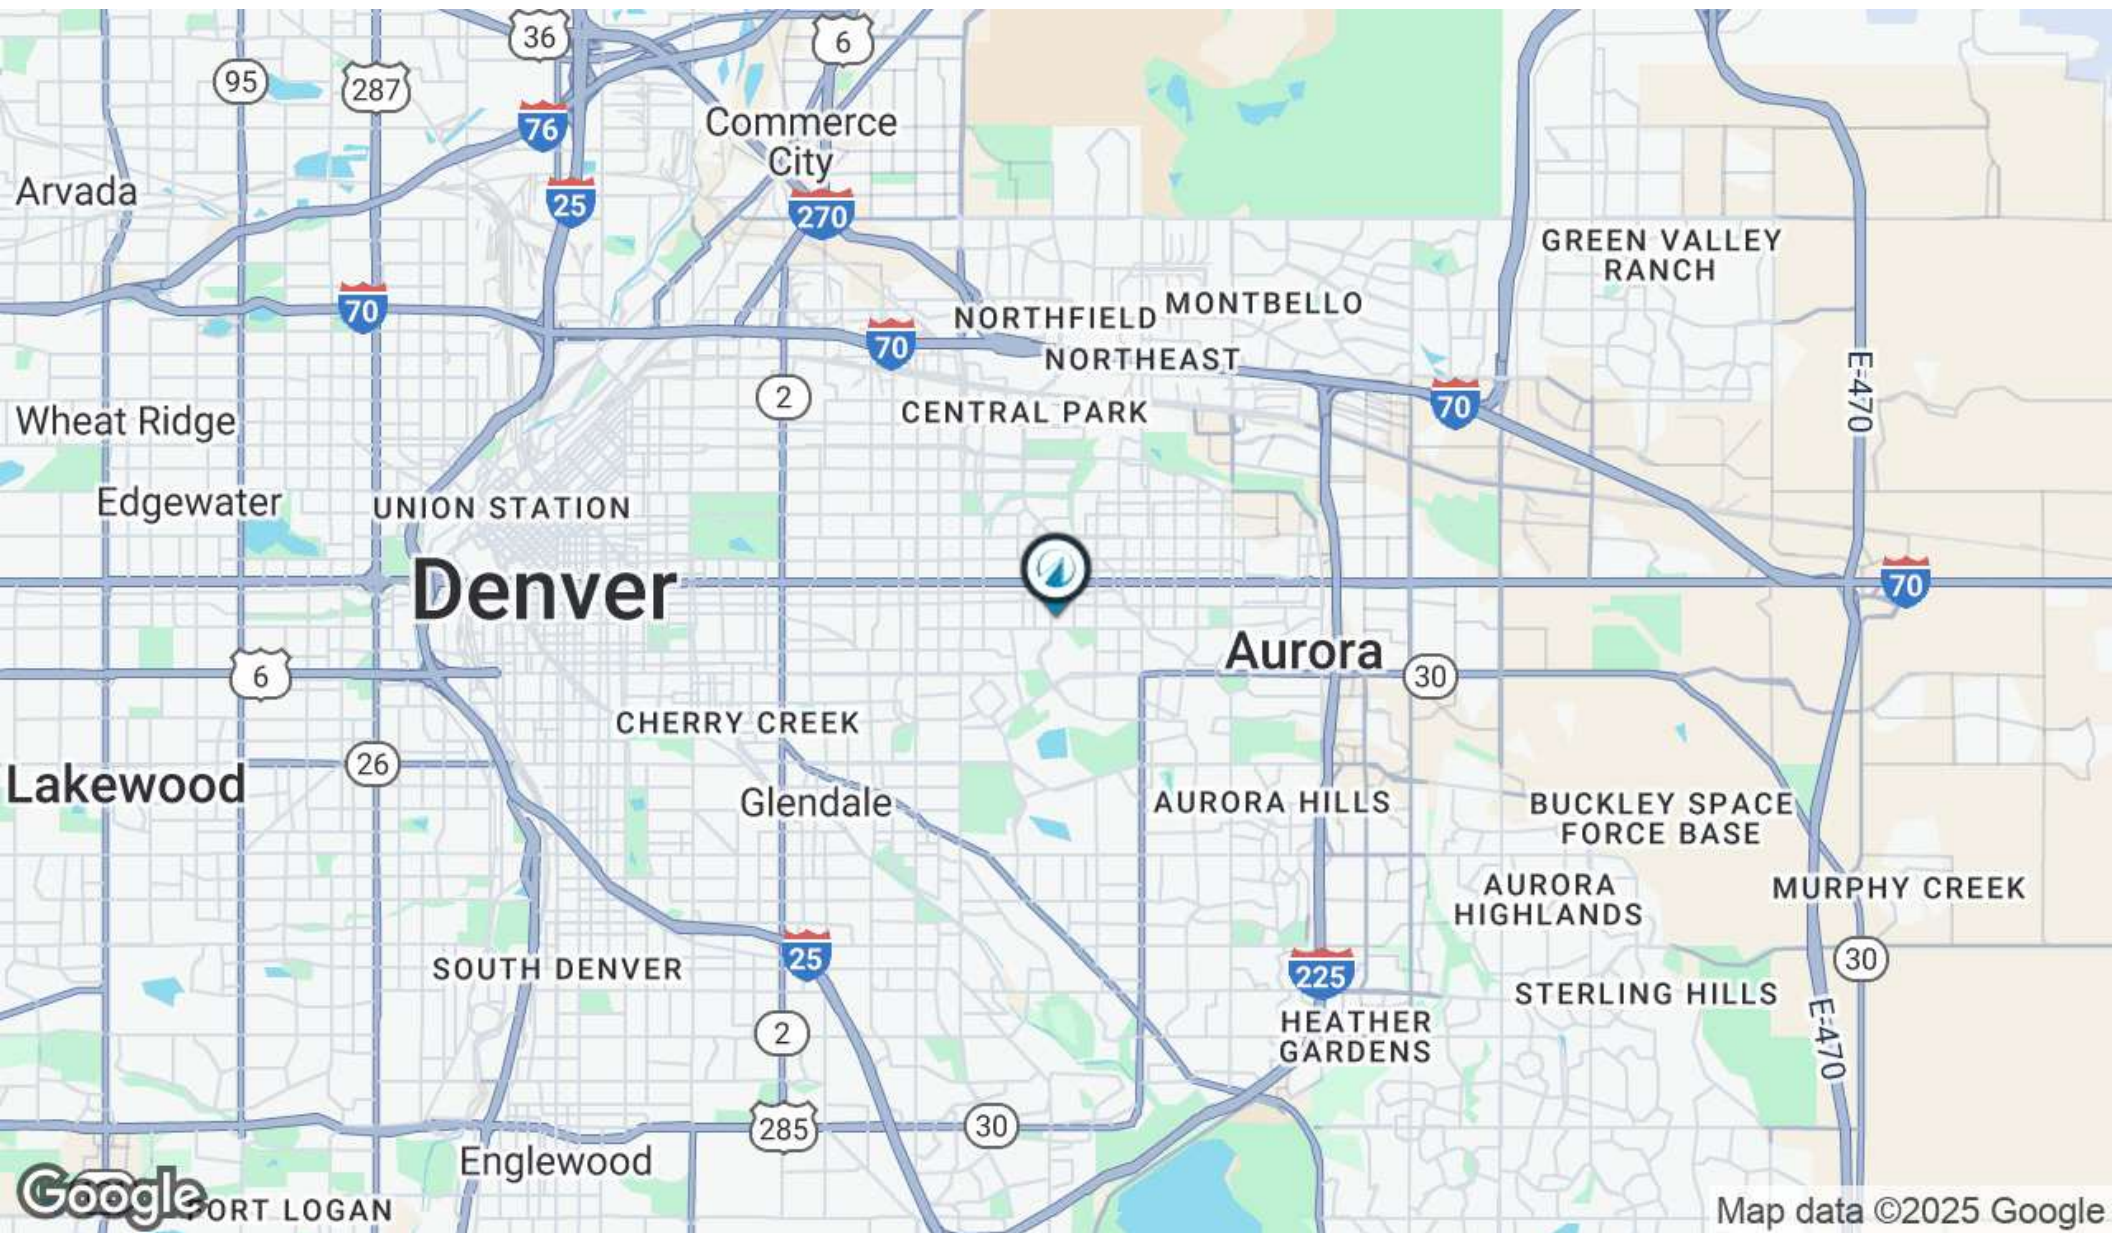 36
6
95
287
76
Commerce
City
Arvada
25
270
GREEN VALLEY
RANCH
70
NORTHFIELD
MONTBELLO
70
NORTHEAST
E-470
2
CENTRAL PARK
70
Wheat Ridge
Edgewater
UNION STATION
Denver
70
Aurora
6
30
CHERRY CREEK
26
Lakewood
Glendale
AURORA HILLS
BUCKLEY SPACE
FORCE BASE
AURORA
HIGHLANDS
MURPHY CREEK
25
SOUTH DENVER
225
30
STERLING HILLS
2
HEATHER
GARDENS
E-470
285
30
Englewood
Google
FORT LOGAN
Map data ©2025 Google